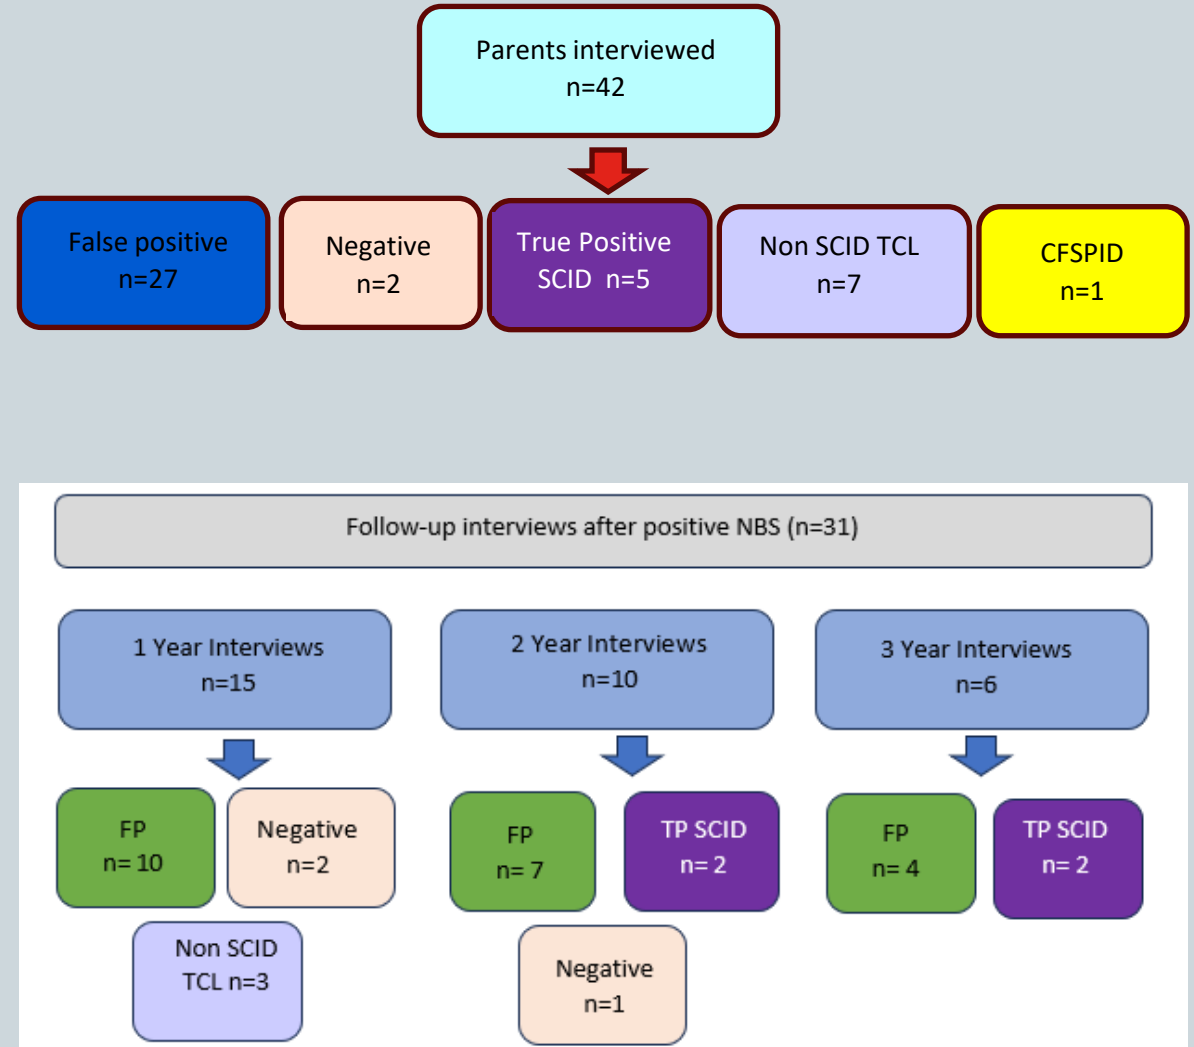 Parents interviewed
n=42
False positive
n=27
Negative
n=2
True Positive
SCID  n=5
Non SCID TCL
n=7
CFSPID
n=1
Follow-up interviews after positive NBS (n=31)
1 Year Interviews
n=15
2 Year Interviews
n=10
3 Year Interviews
n=6
FP
n= 10
Negative
n=2
Non SCID
TCL n=3
FP
n= 7
TP SCID
n= 2
Negative
n=1
FP
n= 4
TP SCID
n= 2